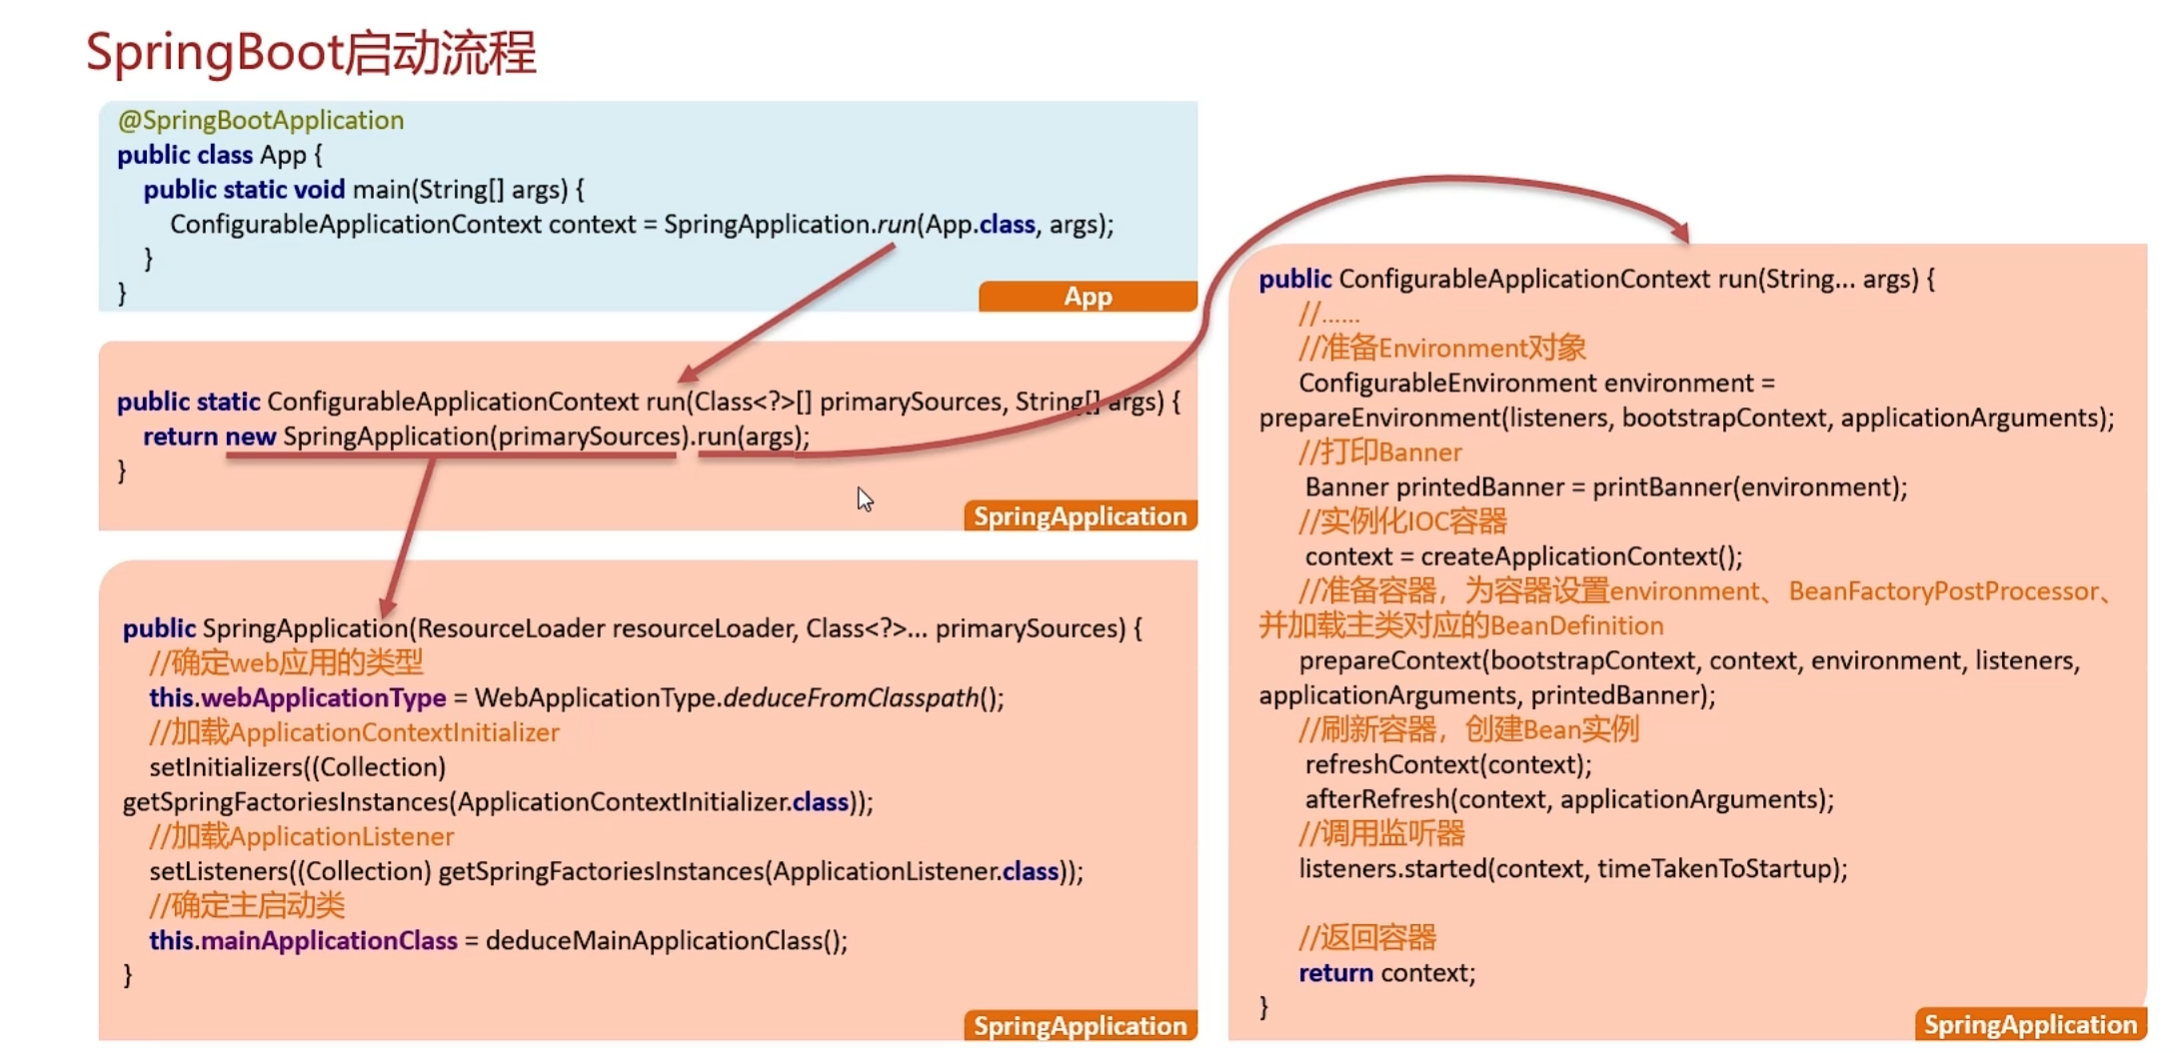 SpringBoot启动流程
@SpringBootApplication
public class App {
public static void main(String[] args) {
ConfigurableApplicationContext context = SpringApplication.run(App.class, args);
}
}
App
public static ConfigurableApplicationContext run(Class<?>[] primarySources, String[] args) {
return new SpringApplication(primarySources).run(args);
}
SpringApplication
public SpringApplication(ResourceLoader resourceLoader, Class<?>... primarySources) {
//确定web应用的类型
this.webApplicationType = WebApplicationType.deduceFromClasspath();
//加载ApplicationContextInitializer
setInitializers((Collection)
getSpringFactoriesInstances(ApplicationContextInitializer.class));
//加载ApplicationListener
setListeners((Collection) getSpringFactoriesInstances(ApplicationListener.class));
//确定主启动类
this.mainApplicationClass = deduceMainApplicationClass();
}
SpringApplication
public ConfigurableApplicationContext run(String... args) {
//......
//准备Environment对象
ConfigurableEnvironment environment =
prepareEnvironment(listeners, bootstrapContext, applicationArguments);
//打印Banner
Banner printedBanner = printBanner(environment);
//实例化IOC容器
context = createApplicationContext();
//准备容器，为容器设置environment、BeanFactoryPostProcessor、
并加载主类对应的BeanDefinition
prepareContext(bootstrapContext, context, environment, listeners,
applicationArguments, printedBanner);
//刷新容器，创建Bean实例
refreshContext(context);
afterRefresh(context, applicationArguments);
//调用监听器
listeners.started(context, timeTakenToStartup);
//返回容器
return context;
}
SpringApplication